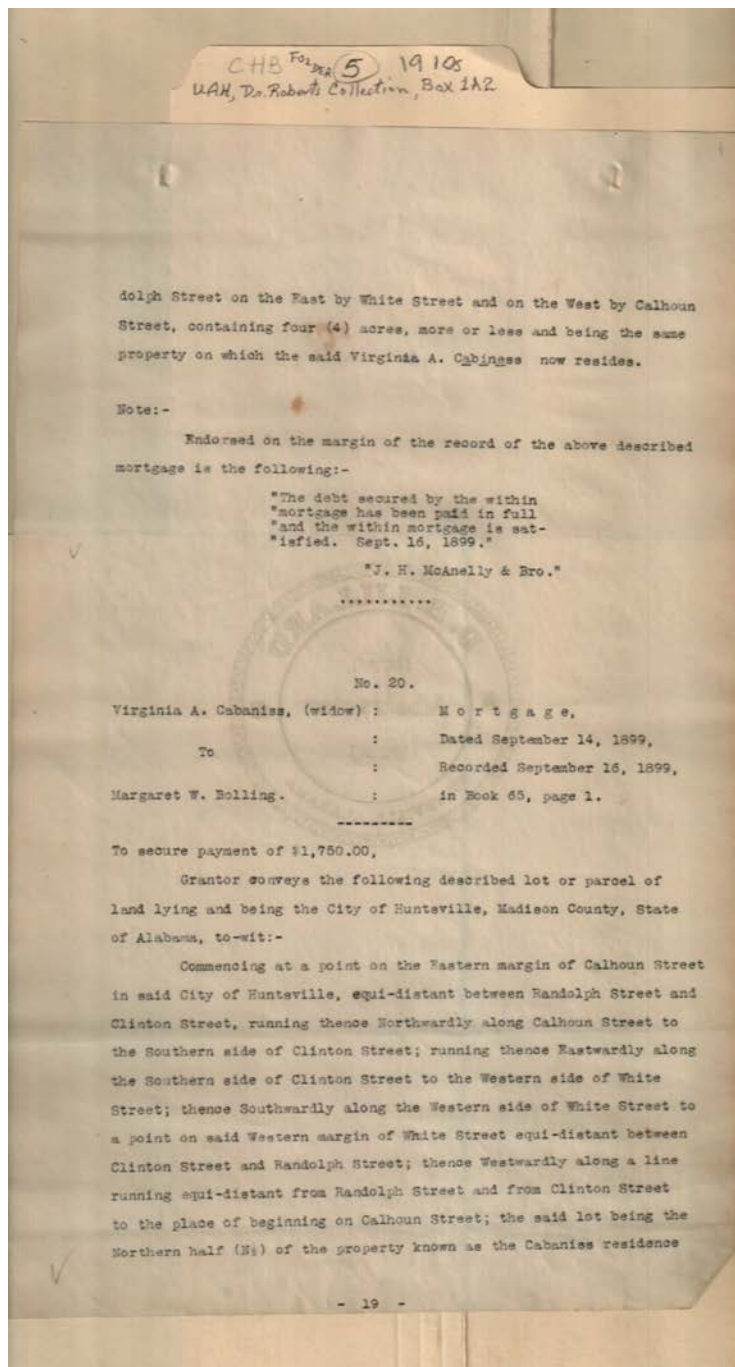 CHB FOLDER 5 1910s
UAH, Dr. Roberts Collection, Box 1A2
dolph Street on the East by White Street and on the West by Calhoun
Street, containing four (4) acres, more or less and being the same
property on which the said Virginia A. Cabiness now resides.
Note:-
Endorsed on the margin of the record of the above described
mortgage is the following:-
"The debt secured by the within
"mortgage has been paid in full
"and the within mortgage is sat-
"isfied. Sept. 16, 1899."
"J. H. McAnelly & Bro."
...........
No. 20.
Virginia A. Cabaniss, (widow) : M o r t g a g e,
: Dated September 14, 1899,
To
: Recorded September 16, 1899,
Margaret W. Bolling. : in Book 65, page 1.
---------
To secure payment of $1,750.00,
Grantor conveys the following described lot or parcel of
land lying and being the City of Huntsville, Madison County, State
of Alabama, to-wit:-
Commencing at a point on the Eastern margin of Calhoun Street
in said City of Huntsville, equi-distant between Randolph Street and
Clinton Street, running thence Northwardly along Calhoun Street to
the Southern side of Clinton Street; running thence Eastwardly along
the Southern side of Clinton Street to the Western side of White
Street; thence Southwardly along the Western side of White Street to
a point on said Western margin of White Street equi-distant between
Clinton Street and Randolph Street; thence Westwardly along a line
running equi-distant from Randolph Street and from Clinton Street
to the place of beginning on Calhoun Street; the said lot being the
Northern half (N½) of the property known as the Cabaniss residence
- 19 -